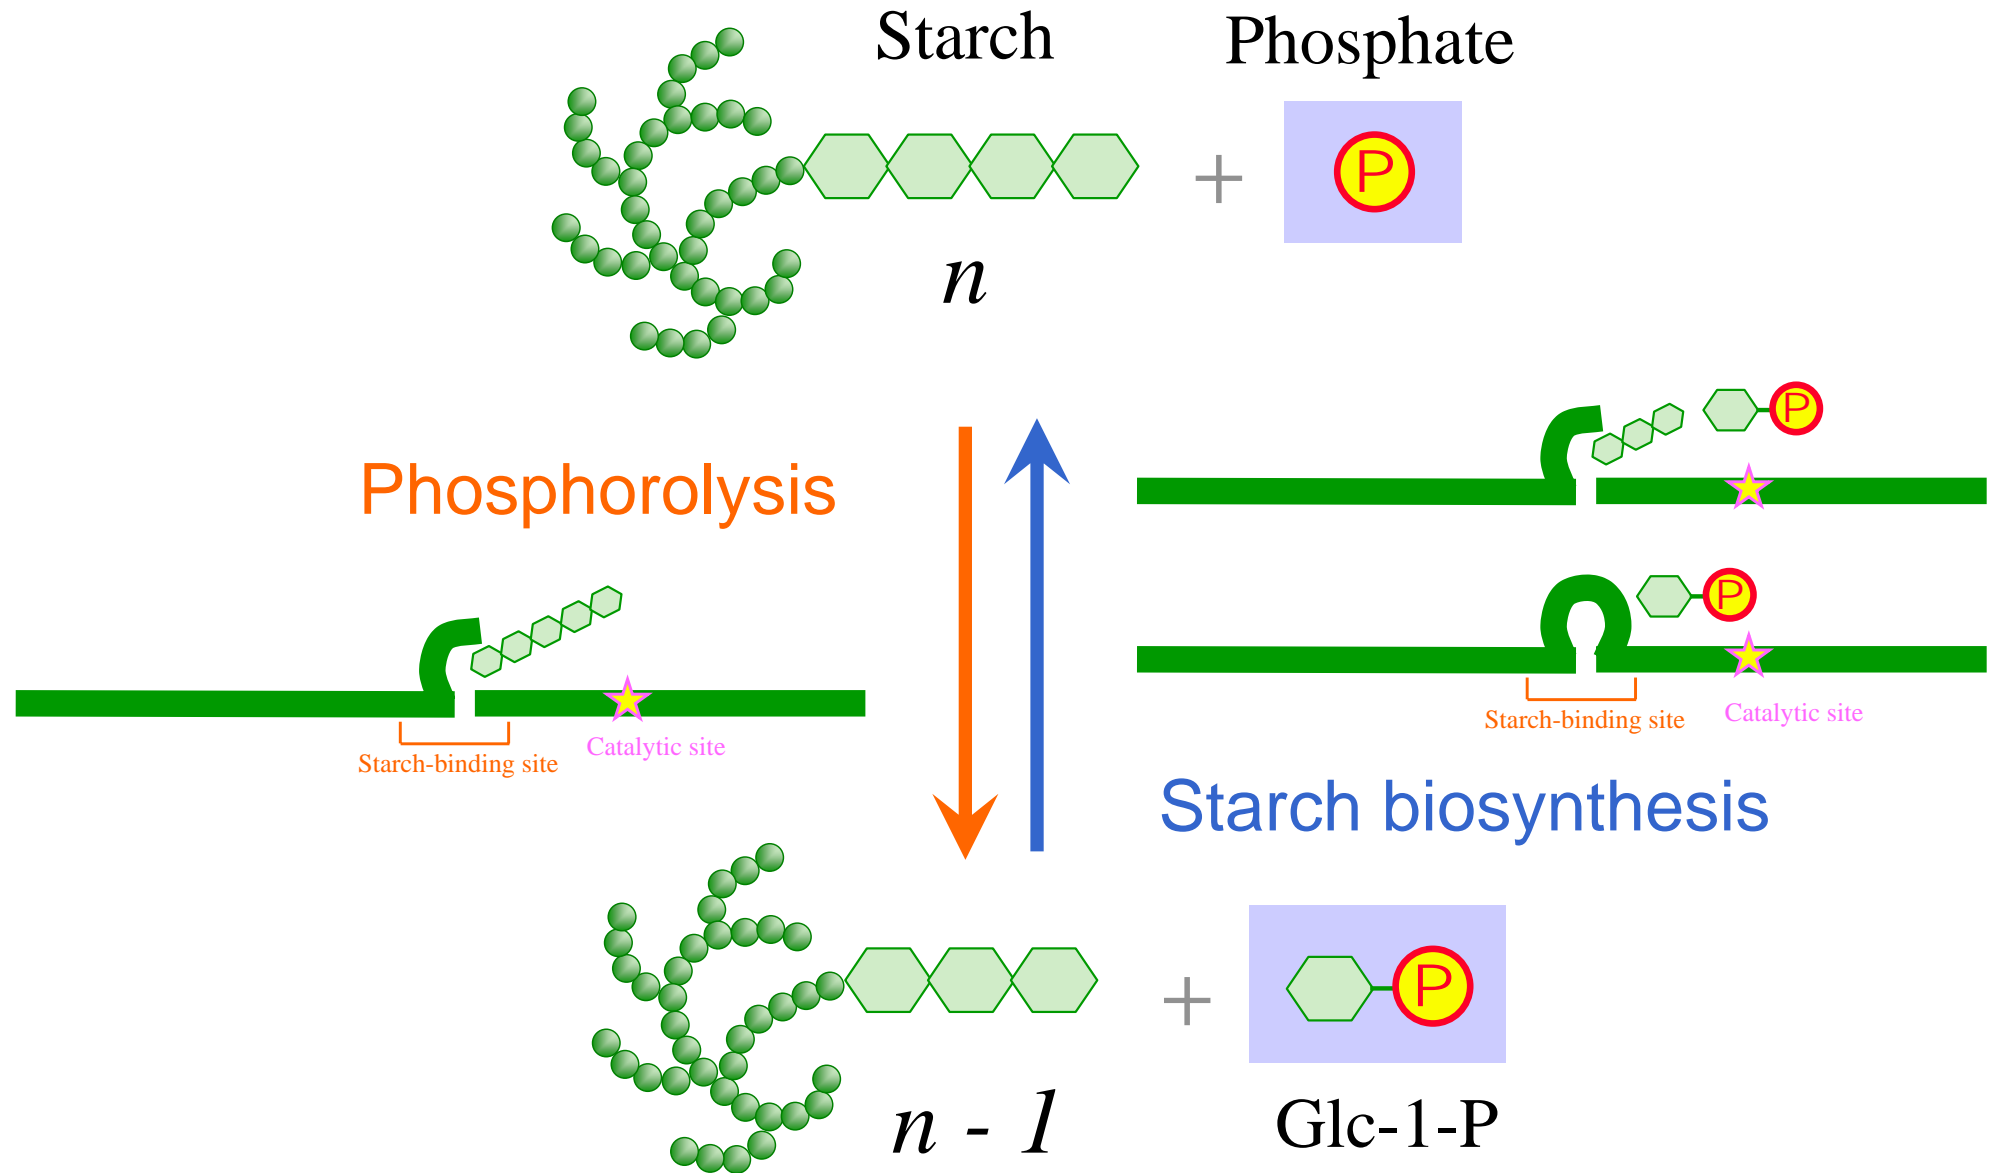 Starch
Phosphate
P
+
n
P
Phosphorolysis
P
Starch-binding site
Catalytic site
Starch-binding site
Catalytic site
Starch biosynthesis
P
+
n - 1
Glc-1-P